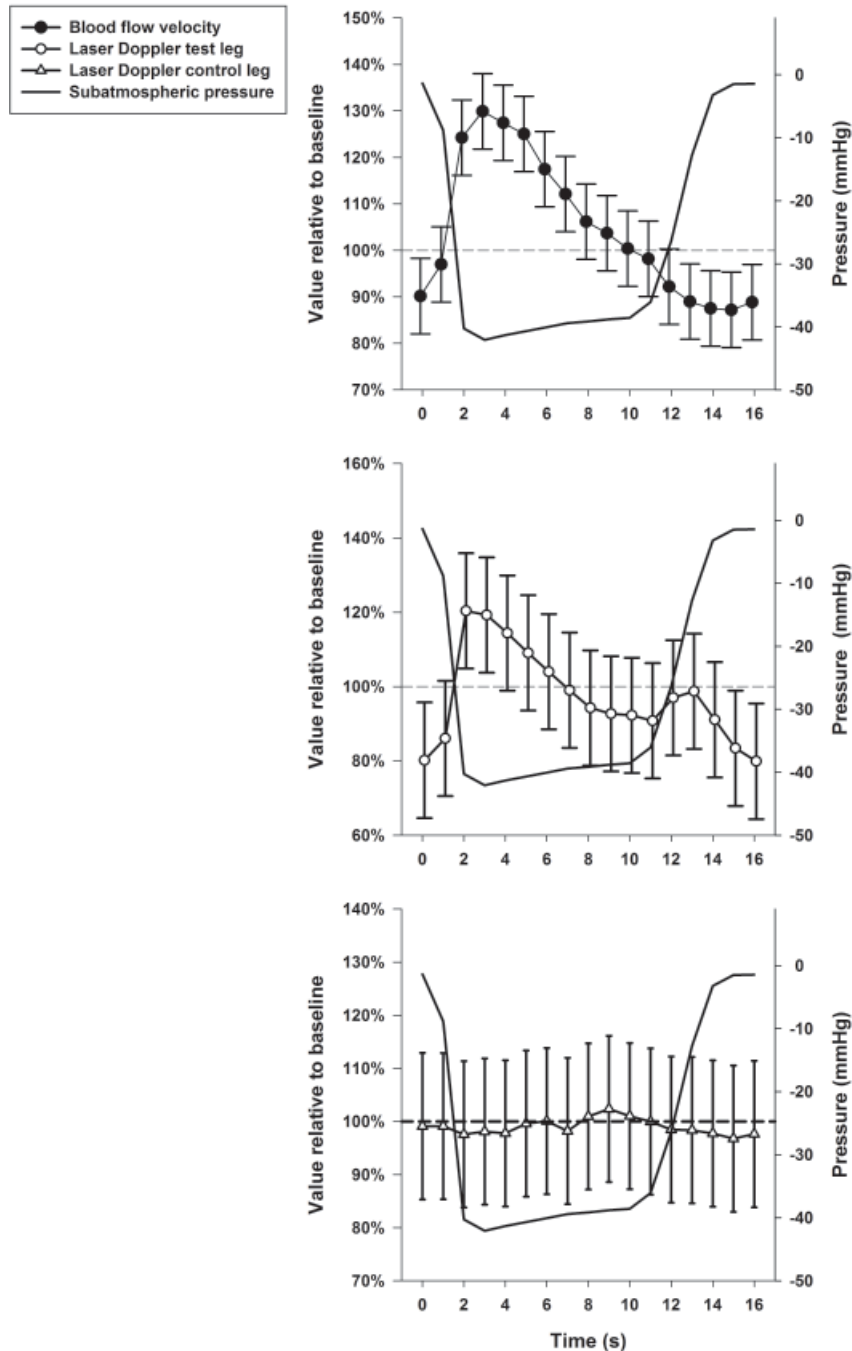 Blood flow velocity
Laser Doppler test leg
Laser Doppler control leg
Subatmospheric pressure
150%
140%
130%
120%
110%
100%
90%
80%
70%
Value relative to baseline
0
-10
-20
-30
-40
-50
Pressure (mmHg)
0 2 4 6 8 10 12 14 16
160%
140%
120%
100%
80%
60%
Value relative to baseline
0
-10
-20
-30
-40
-50
Pressure (mmHg)
0 2 4 6 8 10 12 14 16
140%
130%
120%
110%
100%
90%
80%
70%
Value relative to baseline
0
-10
-20
-30
-40
-50
Pressure (mmHg)
0 2 4 6 8 10 12 14 16
Time (s)